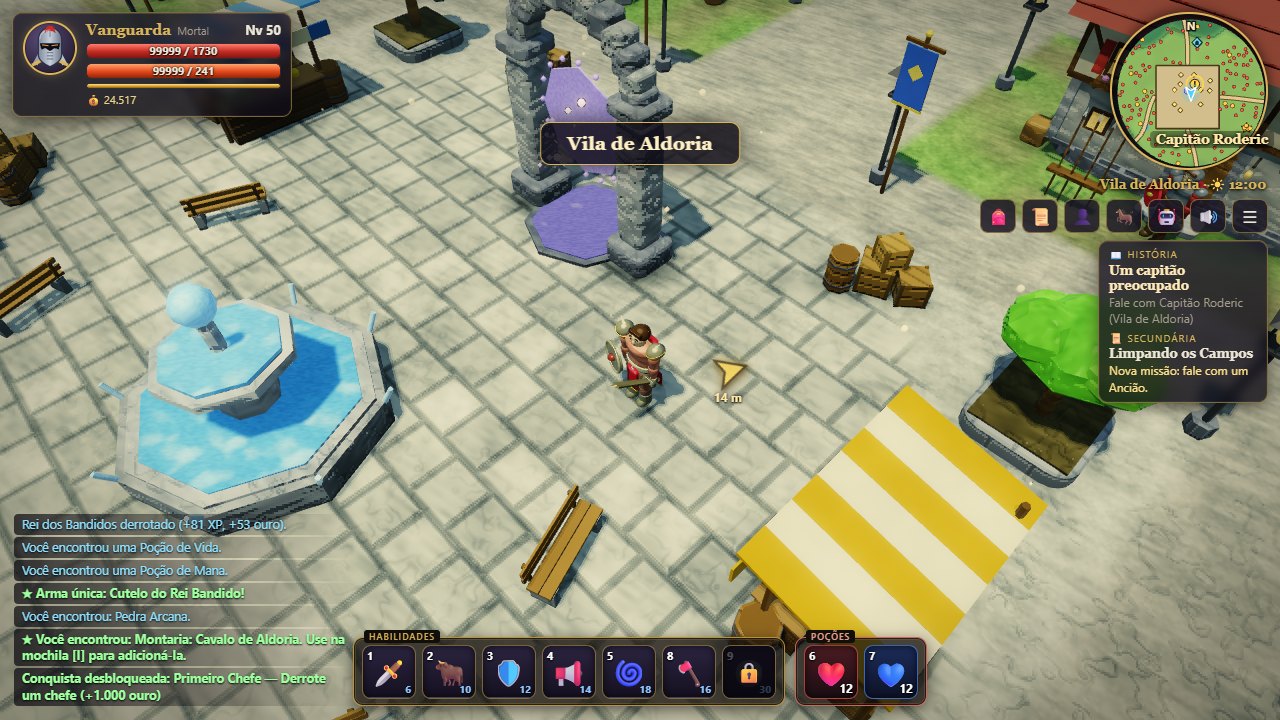 Vanguarda Mortal Nv 50
99999 / 1730
99999 / 241
24.517
Vila de Aldoria
N
Capitão Roderic
Vila de Aldoria · 12:00
HISTÓRIA
Um capitão
preocupado
Fale com Capitão Roderic
(Vila de Aldoria)
SECUNDÁRIA
Limpando os Campos
Nova missão: fale com um
Ancião.
14 m
Rei dos Bandidos derrotado (+81 XP, +53 ouro).
Você encontrou uma Poção de Vida.
Você encontrou uma Poção de Mana.
★ Arma única: Cutelo do Rei Bandido!
Você encontrou: Pedra Arcana.
★ Você encontrou: Montaria: Cavalo de Aldoria. Use na
mochila [I] para adicioná-la.
Conquista desbloqueada: Primeiro Chefe — Derrote
um chefe (+1.000 ouro)
HABILIDADES
1 2 3 4 5 8 9
6 10 12 14 18 16 30
POÇÕES
6 7
12 12